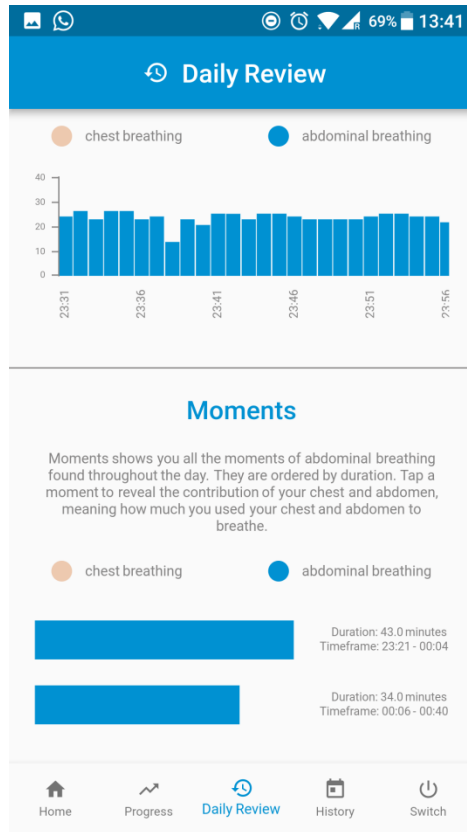 69% 13:41
Daily Review
chest breathing abdominal breathing
40
30
20
10
0
23:31 23:36 23:41 23:46 23:51 23:56
Moments
Moments shows you all the moments of abdominal breathing
found throughout the day. They are ordered by duration. Tap a
moment to reveal the contribution of your chest and abdomen,
meaning how much you used your chest and abdomen to
breathe.
chest breathing abdominal breathing
Duration: 43.0 minutes
Timeframe: 23:21 - 00:04
Duration: 34.0 minutes
Timeframe: 00:06 - 00:40
Home Progress Daily Review History Switch